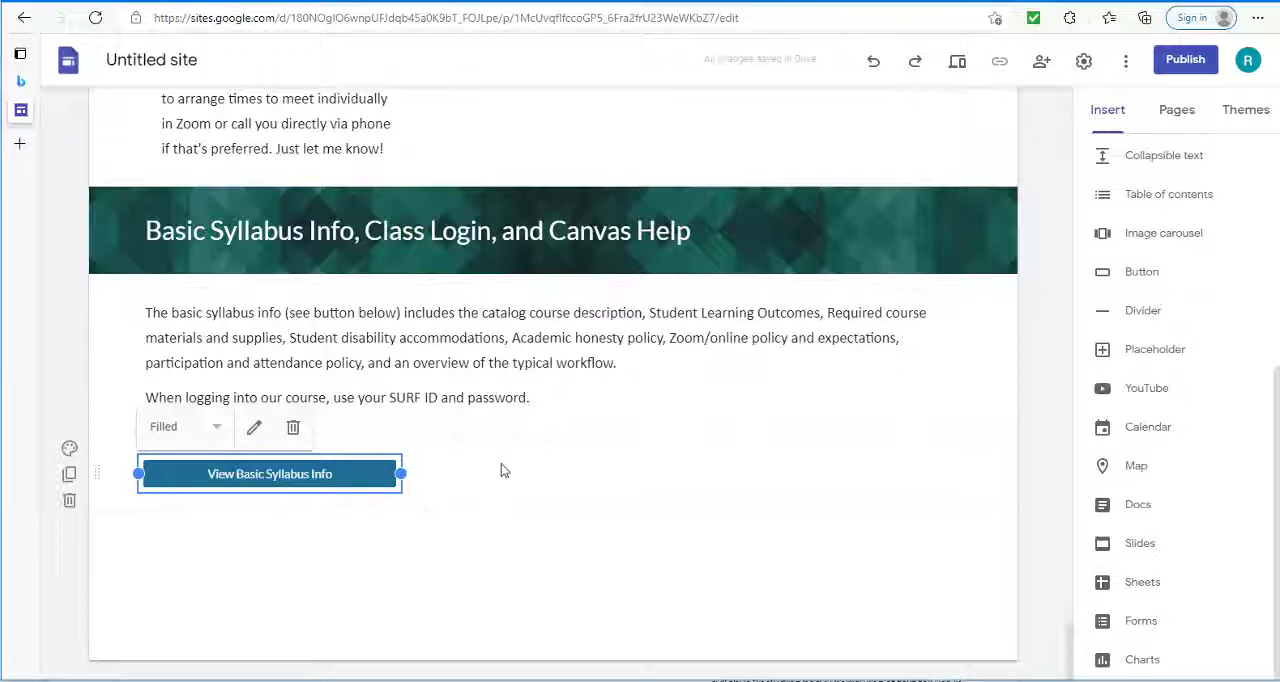 https://sites.google.com/d/180NOglO6wnpUFJdqb45a0K9bT_FOJLpe/p/1McUvqflfccoGP5_6Fra2frU23WeWKbZ7/edit
Sign in
Untitled site
All changes saved in Drive
Publish
R
Insert Pages Themes
to arrange times to meet individually
in Zoom or call you directly via phone
if that's preferred. Just let me know!
Basic Syllabus Info, Class Login, and Canvas Help
The basic syllabus info (see button below) includes the catalog course description, Student Learning Outcomes, Required course
materials and supplies, Student disability accommodations, Academic honesty policy, Zoom/online policy and expectations,
participation and attendance policy, and an overview of the typical workflow.
When logging into our course, use your SURF ID and password.
Filled
View Basic Syllabus Info
Collapsible text
Table of contents
Image carousel
Button
Divider
Placeholder
YouTube
Calendar
Map
Docs
Slides
Sheets
Forms
Charts